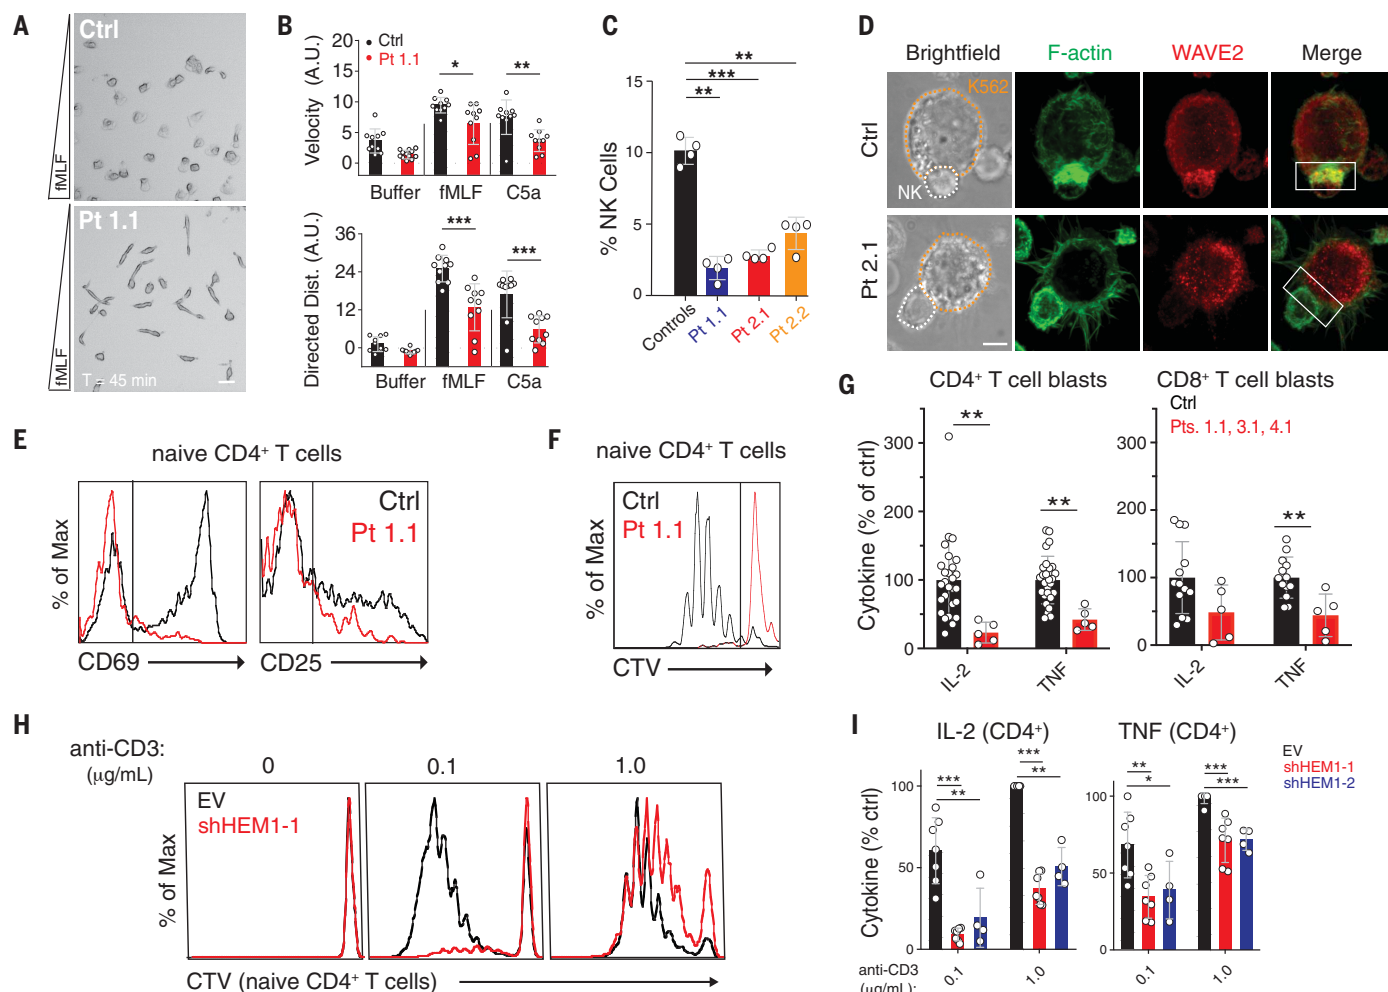 A
Ctrl
fMLF
Pt 1.1
fMLF
T = 45 min
B
Velocity (A.U.)
20
15
10
5
0
Ctrl
Pt 1.1
*
**
Buffer
fMLF
C5a
Directed Dist. (A.U.)
36
24
12
0
***
***
Buffer
fMLF
C5a
C
% NK Cells
15
10
5
0
**
***
**
Controls
Pt 1.1
Pt 2.1
Pt 2.2
D
Brightfield
F-actin
WAVE2
Merge
Ctrl
K562
NK
Pt 2.1
E
naive CD4+ T cells
% of Max
Ctrl
Pt 1.1
CD69
CD25
F
naive CD4+ T cells
% of Max
Ctrl
Pt 1.1
CTV
G
CD4+ T cell blasts
CD8+ T cell blasts
Ctrl
Pts. 1.1, 3.1, 4.1
Cytokine (% of ctrl)
300
200
100
0
**
**
IL-2
TNF
300
200
100
0
**
IL-2
TNF
H
anti-CD3:
(μg/mL)
0
0.1
1.0
% of Max
EV
shHEM1-1
CTV (naive CD4+ T cells)
I
IL-2 (CD4+)
TNF (CD4+)
EV
shHEM1-1
shHEM1-2
Cytokine (% ctrl)
100
50
0
***
**
***
**
100
50
0
**
*
***
***
anti-CD3
(μg/mL):
0.1
1.0
0.1
1.0